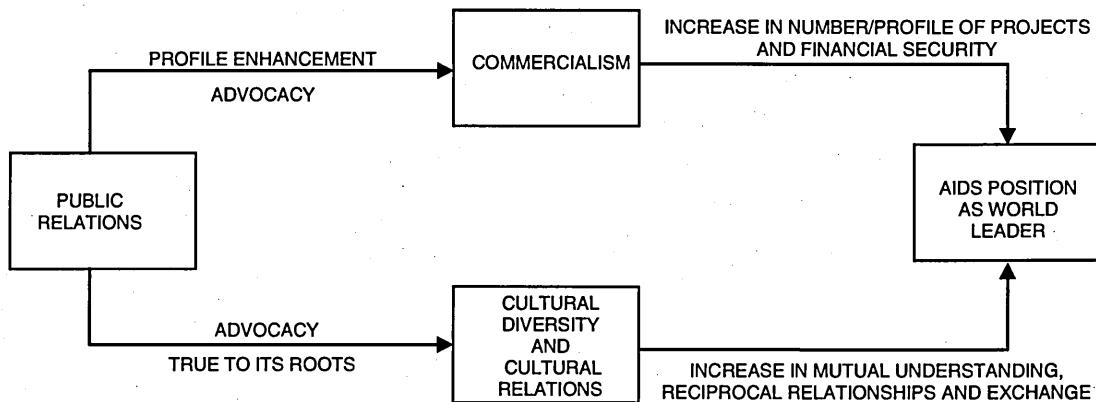 PROFILE ENHANCEMENT
ADVOCACY
COMMERCIALISM
INCREASE IN NUMBER/PROFILE OF PROJECTS
AND FINANCIAL SECURITY
PUBLIC
RELATIONS
AIDS POSITION
AS WORLD
LEADER
ADVOCACY
TRUE TO ITS ROOTS
CULTURAL
DIVERSITY
AND
CULTURAL
RELATIONS
INCREASE IN MUTUAL UNDERSTANDING,
RECIPROCAL RELATIONSHIPS AND EXCHANGE